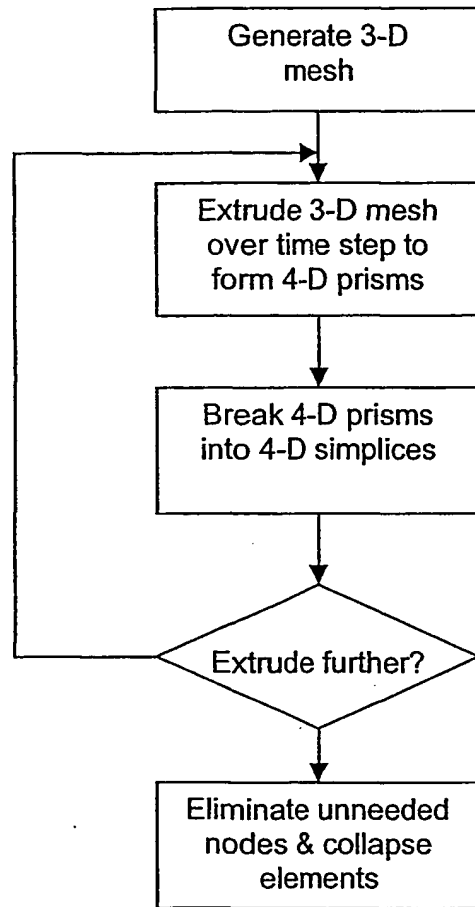 Generate 3-D
mesh
Extrude 3-D mesh
over time step to
form 4-D prisms
Break 4-D prisms
into 4-D simplices
Extrude further?
Eliminate unneeded
nodes & collapse
elements